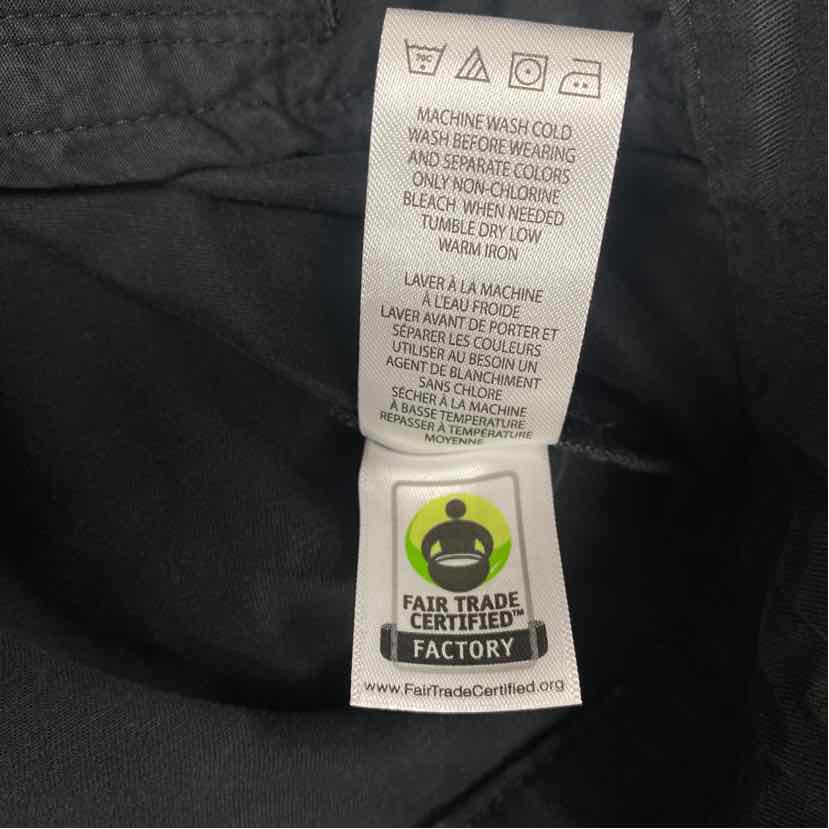 MACHINE WASH COLD
WASH BEFORE WEARING
AND SEPARATE COLORS
ONLY NON-CHLORINE
BLEACH WHEN NEEDED
TUMBLE DRY LOW
WARM IRON
LAVER À LA MACHINE
À L'EAU FROIDE
LAVER AVANT DE PORTER ET
SÉPARER LES COULEURS
UTILISER AU BESOIN UN
AGENT DE BLANCHIMENT
SANS CHLORE
SÉCHER À LA MACHINE
À BASSE TEMPERATURE
REPASSER À TEMPÉRATURE
MOYENNE
FAIR TRADE
CERTIFIED™
FACTORY
www.FairTradeCertified.org